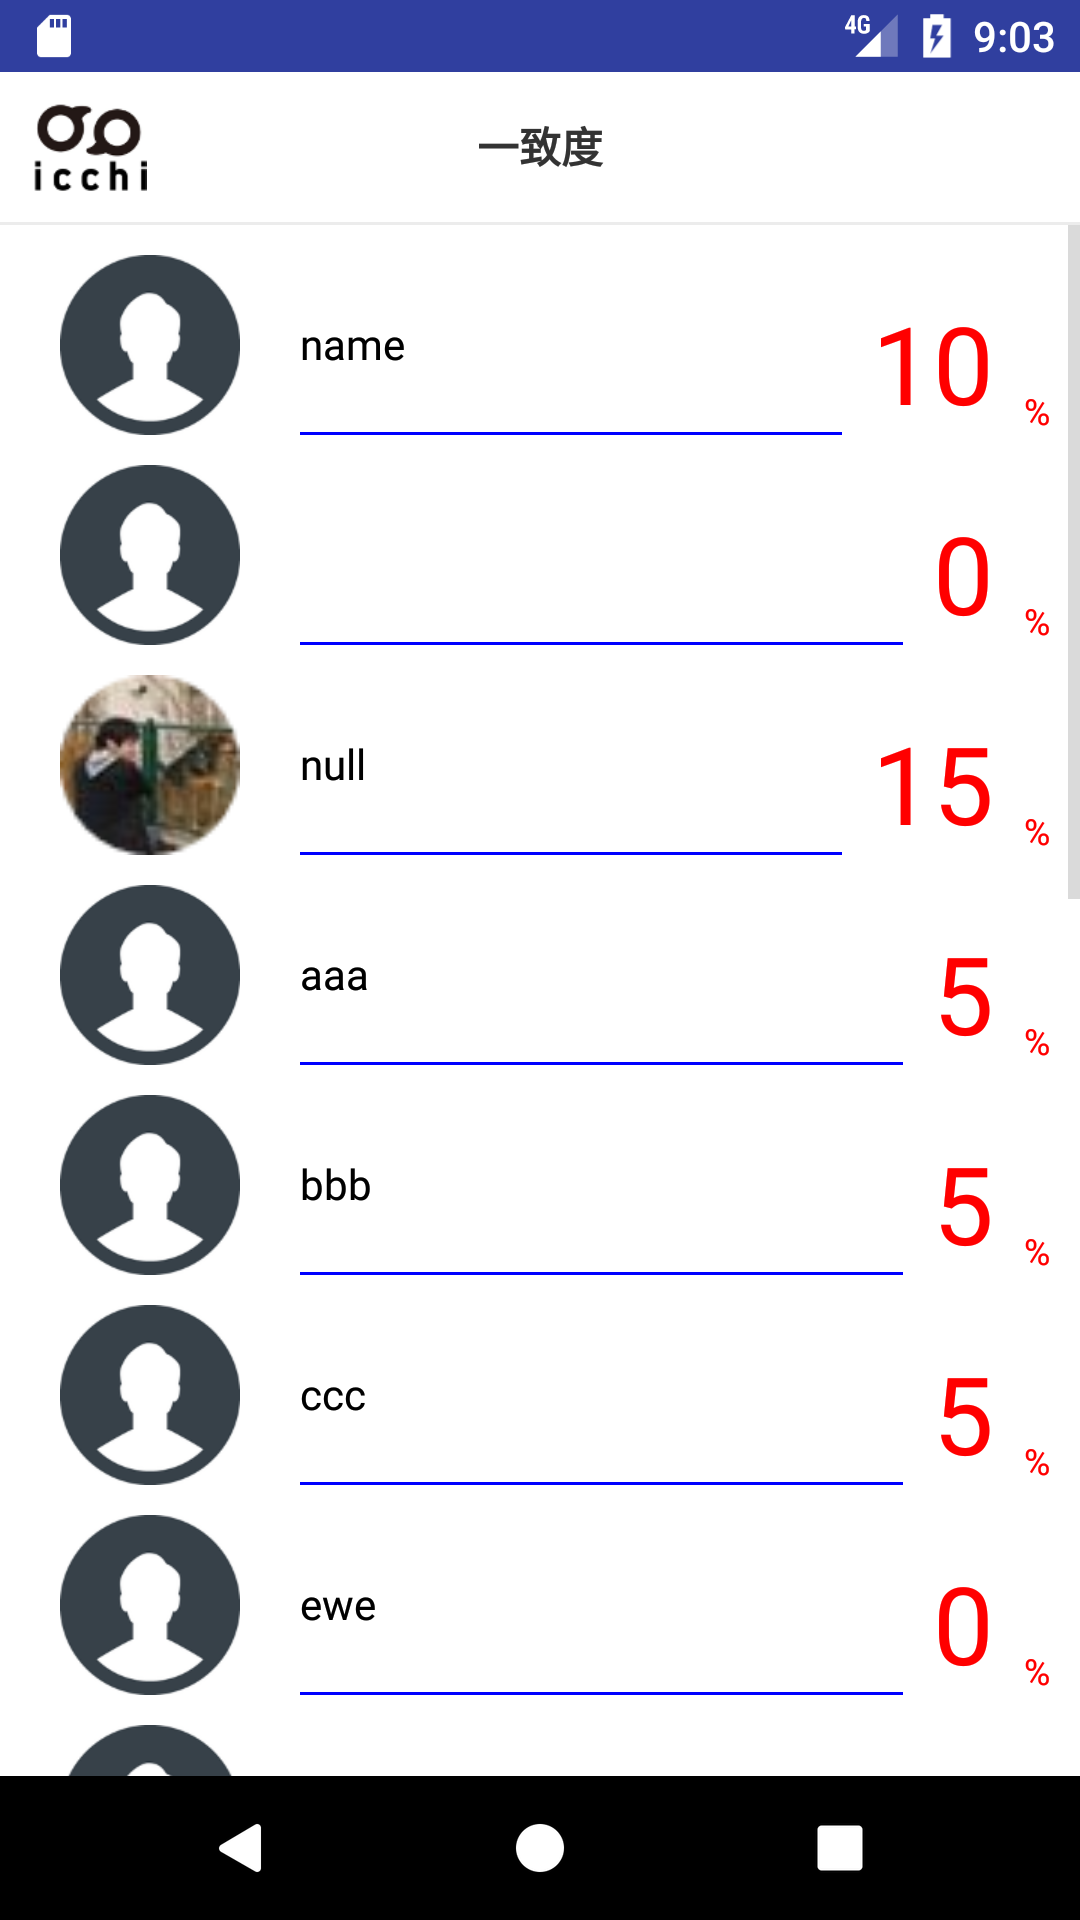 4G 9:03
icchi
一致度
name 10 %
0 %
null 15 %
aaa 5 %
bbb 5 %
ccc 5 %
ewe 0 %